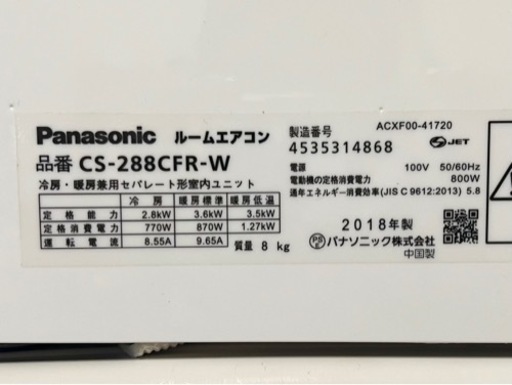 Panasonic ルームエアコン
品番 CS-288CFR-W
冷房・暖房兼用セパレート形室内ユニット
冷房 暖房標準 暖房低温
定格能力 2.8kW 3.6kW 3.5kW
定格消費電力 770W 870W 1.27kW
運転電流 8.55A 9.65A
質量 8 kg
ACXF00-41720
製造番号
4535314868
JET
電源 100V 50/60Hz
電動機の定格消費電力 800W
通年エネルギー消費効率(JIS C 9612:2013) 5.8
2018年製
PS E パナソニック株式会社
中国製